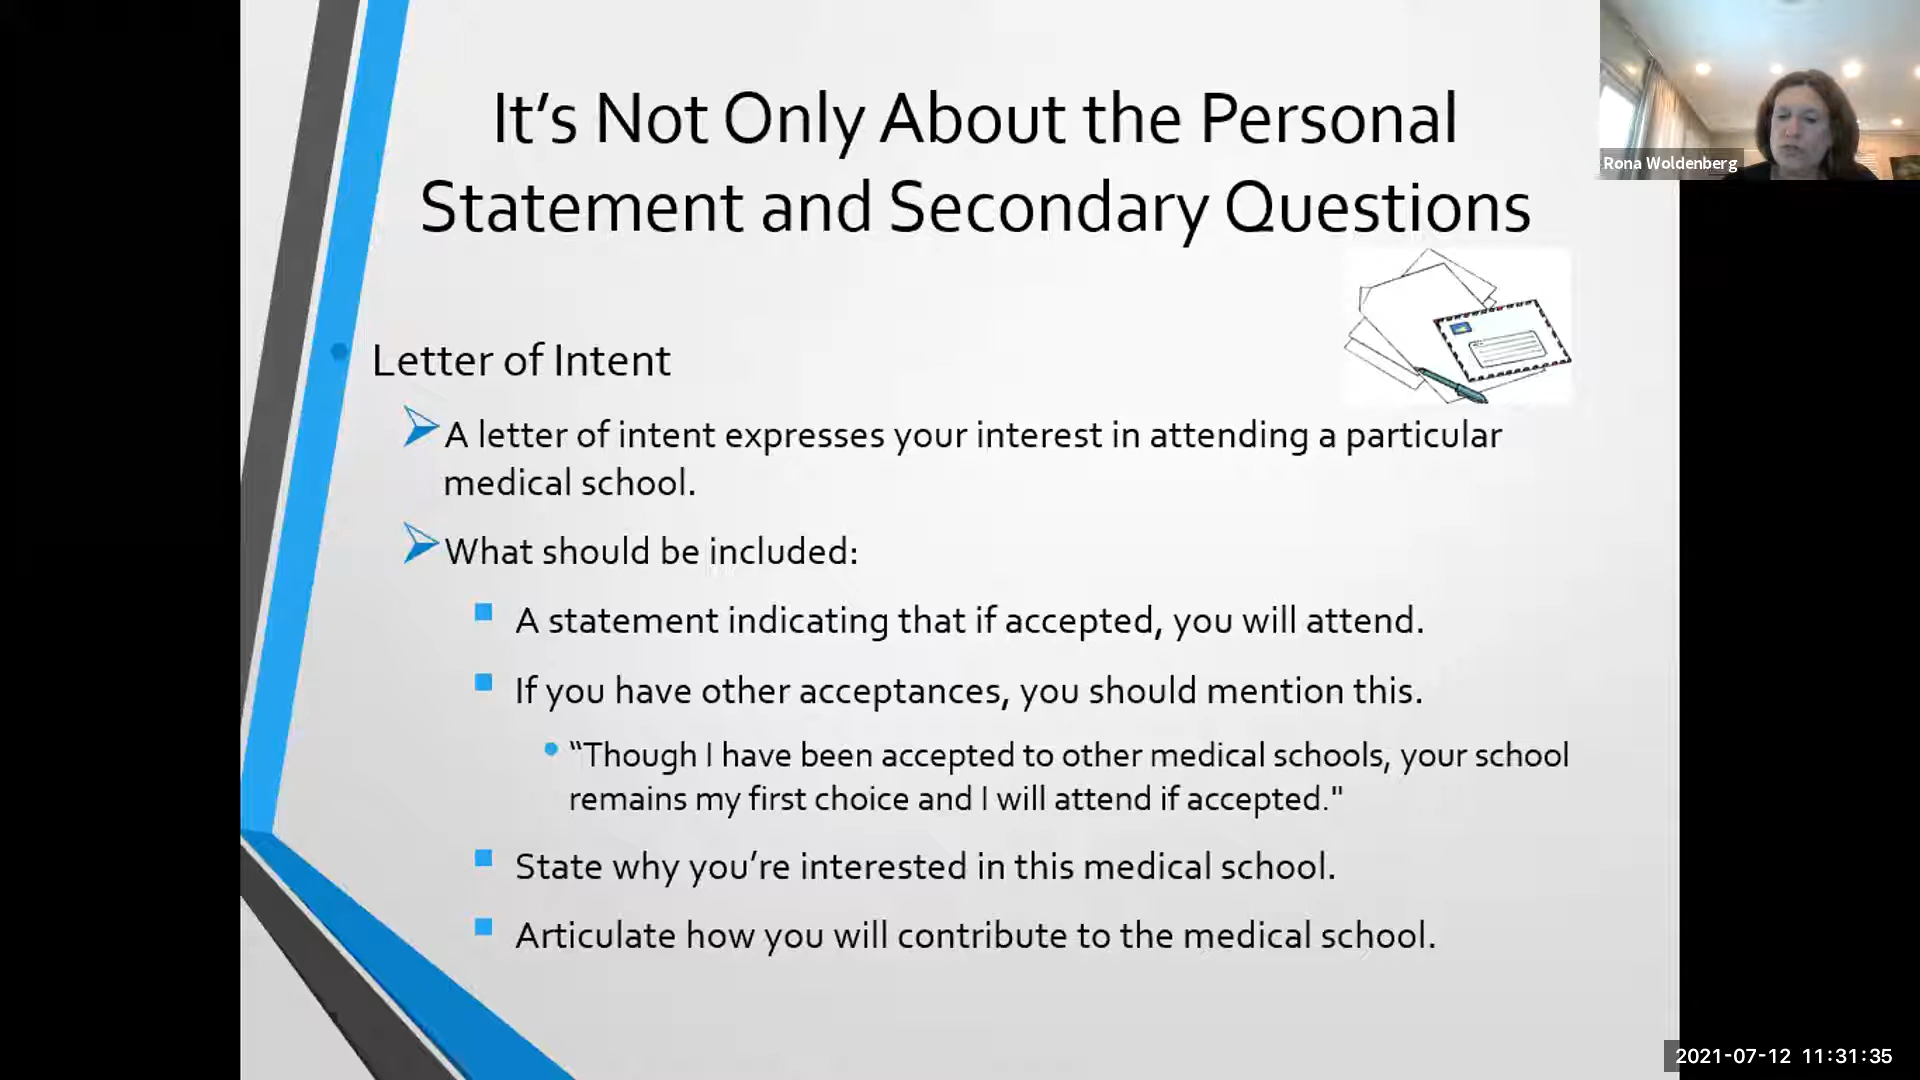 It’s Not Only About the Personal
Statement and Secondary Questions
Rona Woldenberg
Letter of Intent
A letter of intent expresses your interest in attending a particular
medical school.
What should be included:
A statement indicating that if accepted, you will attend.
If you have other acceptances, you should mention this.
“Though I have been accepted to other medical schools, your school
remains my first choice and I will attend if accepted."
State why you’re interested in this medical school.
Articulate how you will contribute to the medical school.
2021-07-12 11:31:35